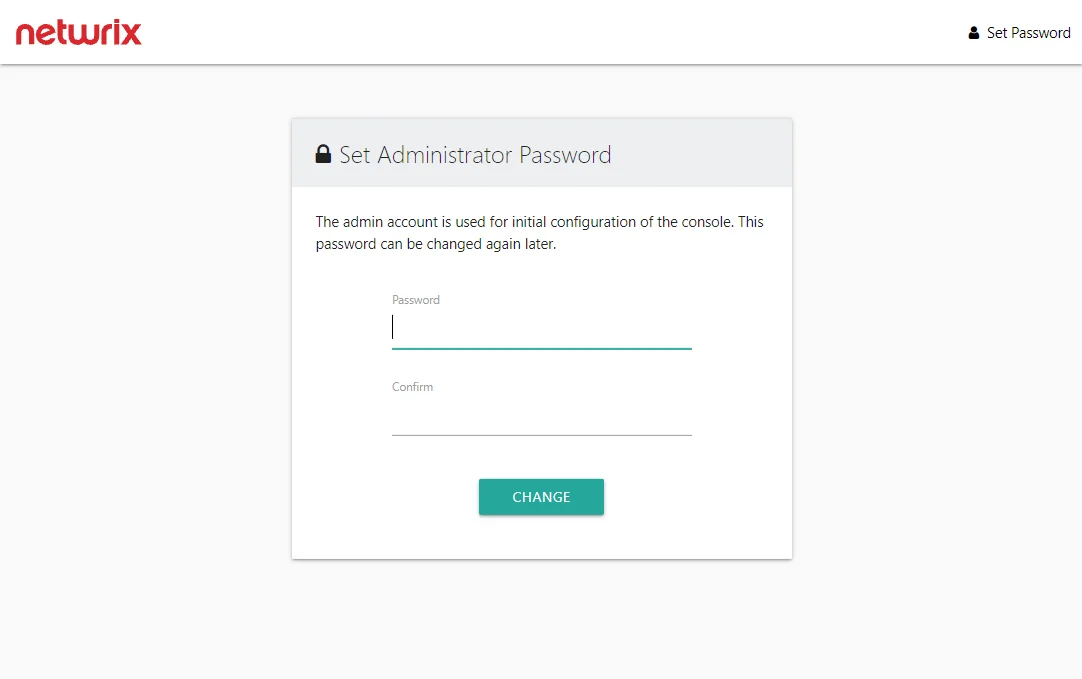 netwrix
Set Password
Set Administrator Password
The admin account is used for initial configuration of the console. This
password can be changed again later.
Password
Confirm
CHANGE